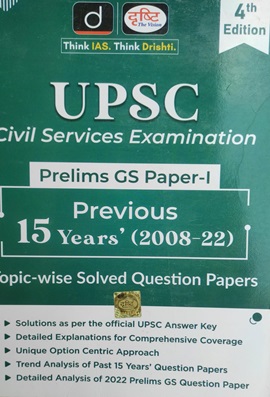 d
दृष्टि
The Vision
Think IAS. Think Drishti.
4th
Edition
UPSC
Civil Services Examination
Prelims GS Paper-I
Previous
15 Years' (2008-22)
Topic-wise Solved Question Papers
Solutions as per the official UPSC Answer Key
Detailed Explanations for Comprehensive Coverage
Unique Option Centric Approach
Trend Analysis of Past 15 Years' Question Papers
Detailed Analysis of 2022 Prelims GS Question Paper